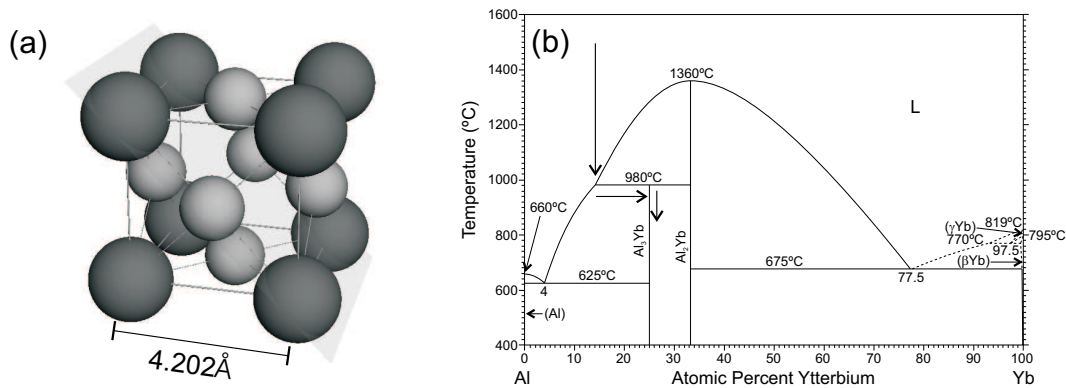 (a)
4.202Å
(b)
Temperature (ºC)
1600
1400
1200
1000
800
600
400
1360ºC
L
980ºC
660ºC
Al3Yb
Al2Yb
(γYb)
819ºC
770ºC
795ºC
97.5
(βYb)
625ºC
675ºC
4
77.5
(Al)
0 10 20 30 40 50 60 70 80 90 100
Al Atomic Percent Ytterbium Yb